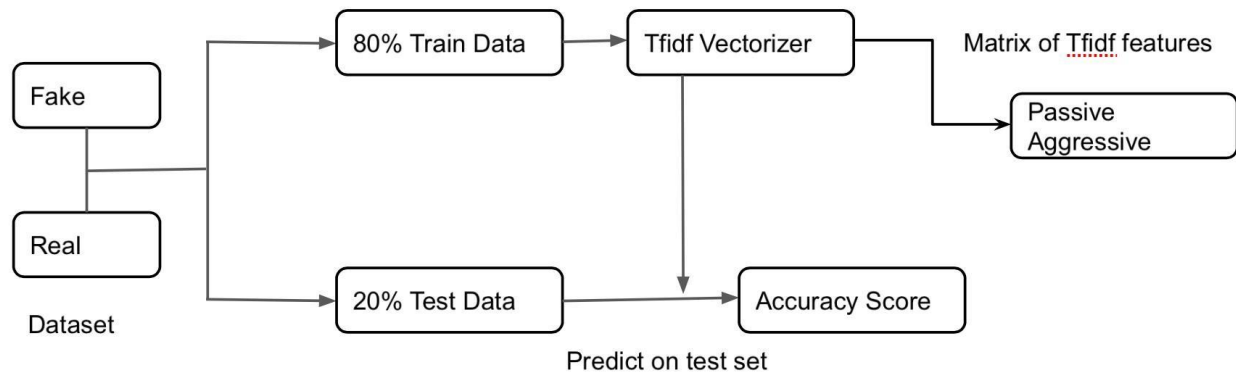 80% Train Data
Tfidf Vectorizer
Matrix of Tfidf features
Fake
Passive
Aggressive
Real
20% Test Data
Accuracy Score
Dataset
Predict on test set